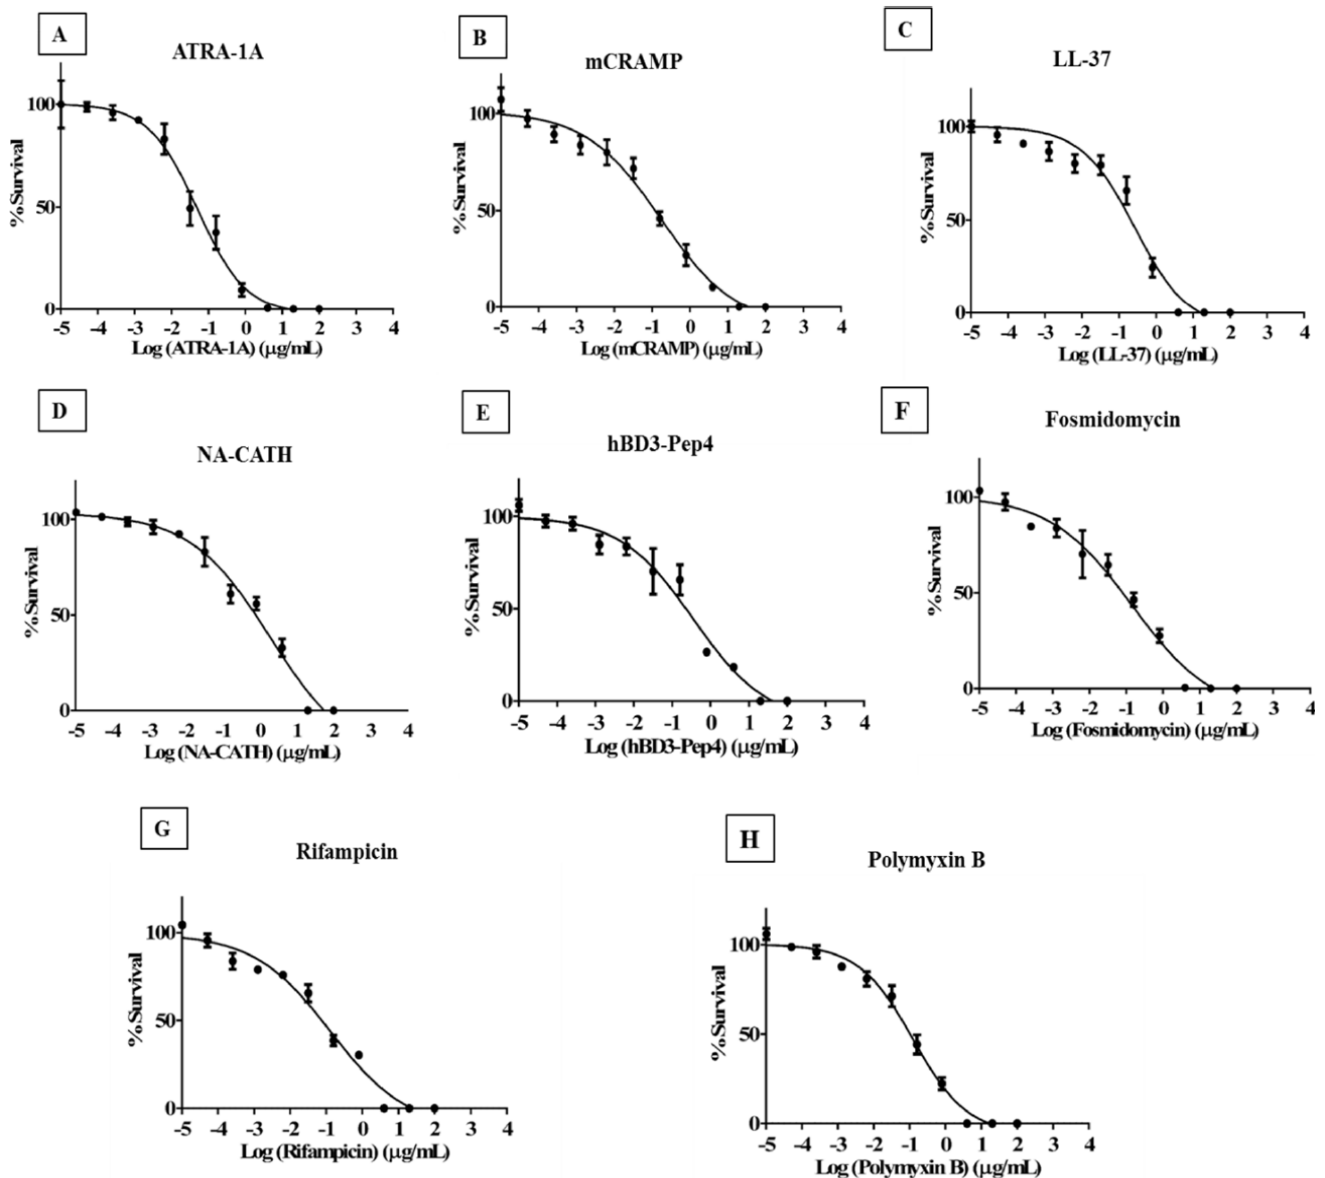 A
ATRA-1A
%Survival
100
50
0
-5 -4 -3 -2 -1 0 1 2 3 4
Log (ATRA-1A) (µg/mL)
B
mCRAMP
%Survival
100
50
0
-5 -4 -3 -2 -1 0 1 2 3 4
Log (mCRAMP) (µg/mL)
C
LL-37
%Survival
100
50
0
-5 -4 -3 -2 -1 0 1 2 3 4
Log (LL-37) (µg/mL)
D
NA-CATH
%Survival
100
50
0
-5 -4 -3 -2 -1 0 1 2 3 4
Log (NA-CATH) (µg/mL)
E
hBD3-Pep4
%Survival
100
50
0
-5 -4 -3 -2 -1 0 1 2 3 4
Log (hBD3-Pep4) (µg/mL)
F
Fosmidomycin
%Survival
100
50
0
-5 -4 -3 -2 -1 0 1 2 3 4
Log (Fosmidomycin) (µg/mL)
G
Rifampicin
%Survival
100
50
0
-5 -4 -3 -2 -1 0 1 2 3 4
Log (Rifampicin) (µg/mL)
H
Polymyxin B
%Survival
100
50
0
-5 -4 -3 -2 -1 0 1 2 3 4
Log (Polymyxin B) (µg/mL)